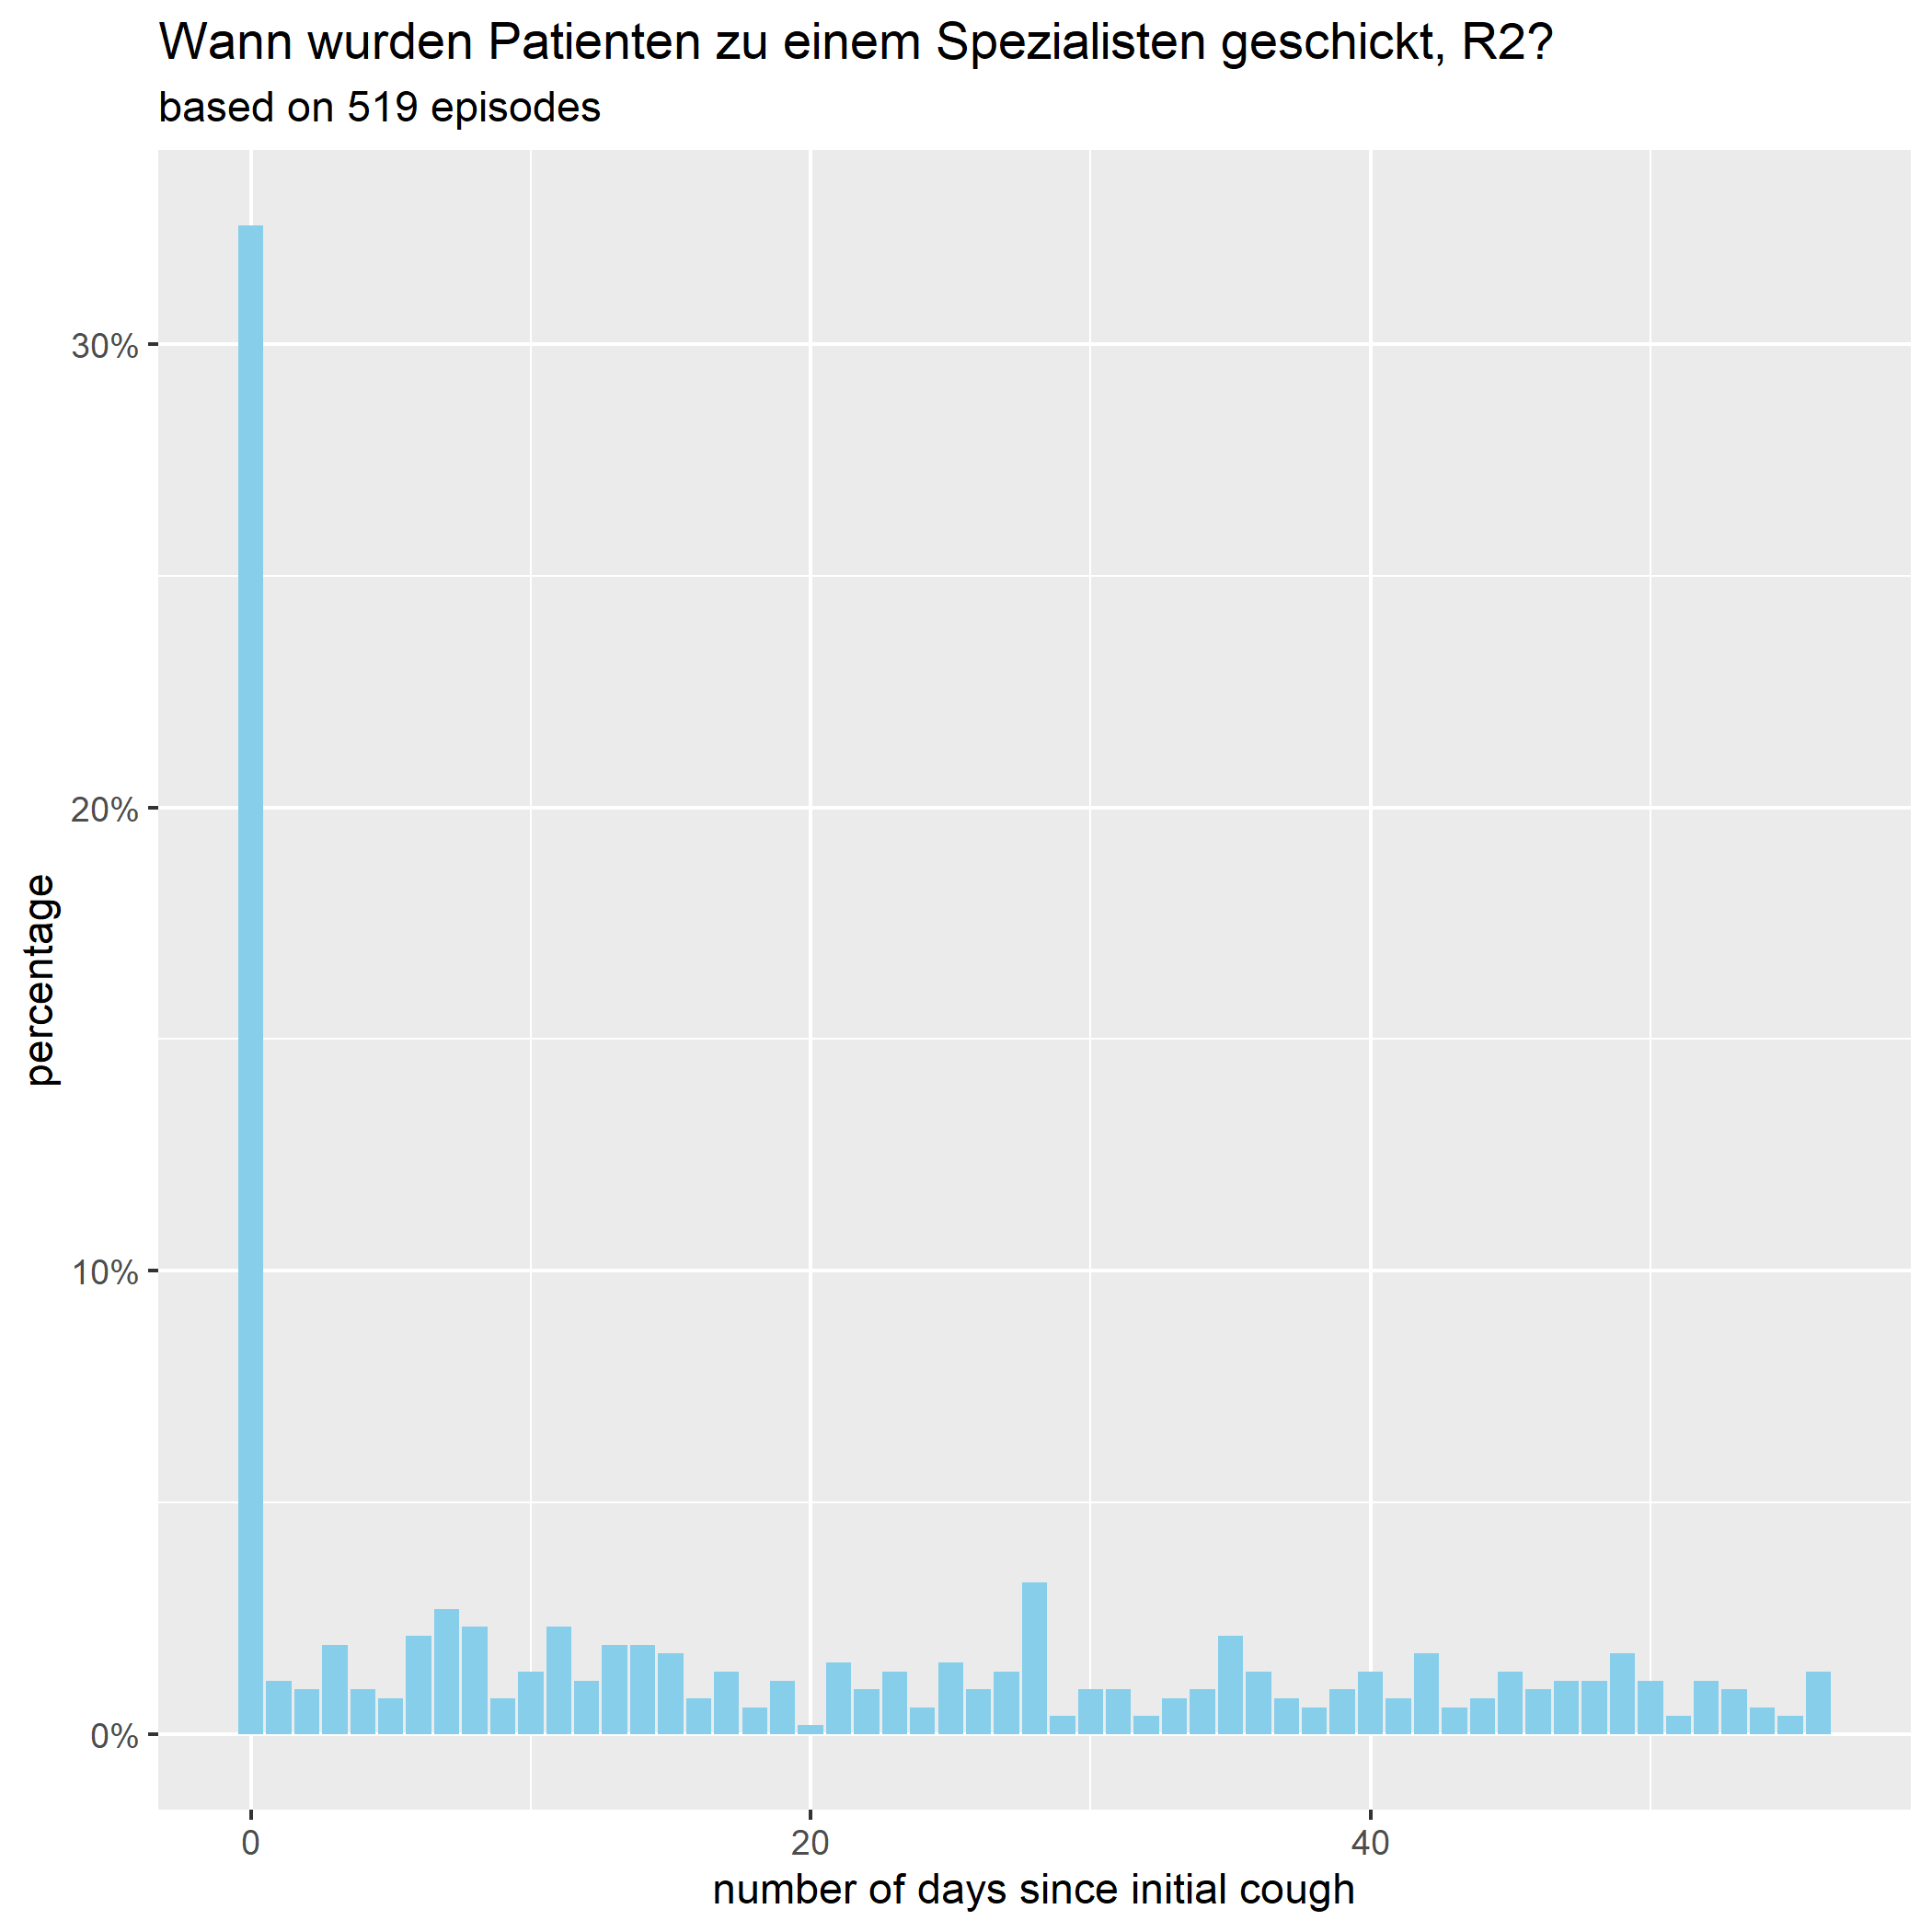 Wann wurden Patienten zu einem Spezialisten geschickt, R2?
based on 519 episodes
30%
20%
10%
0%
percentage
0 20 40
number of days since initial cough